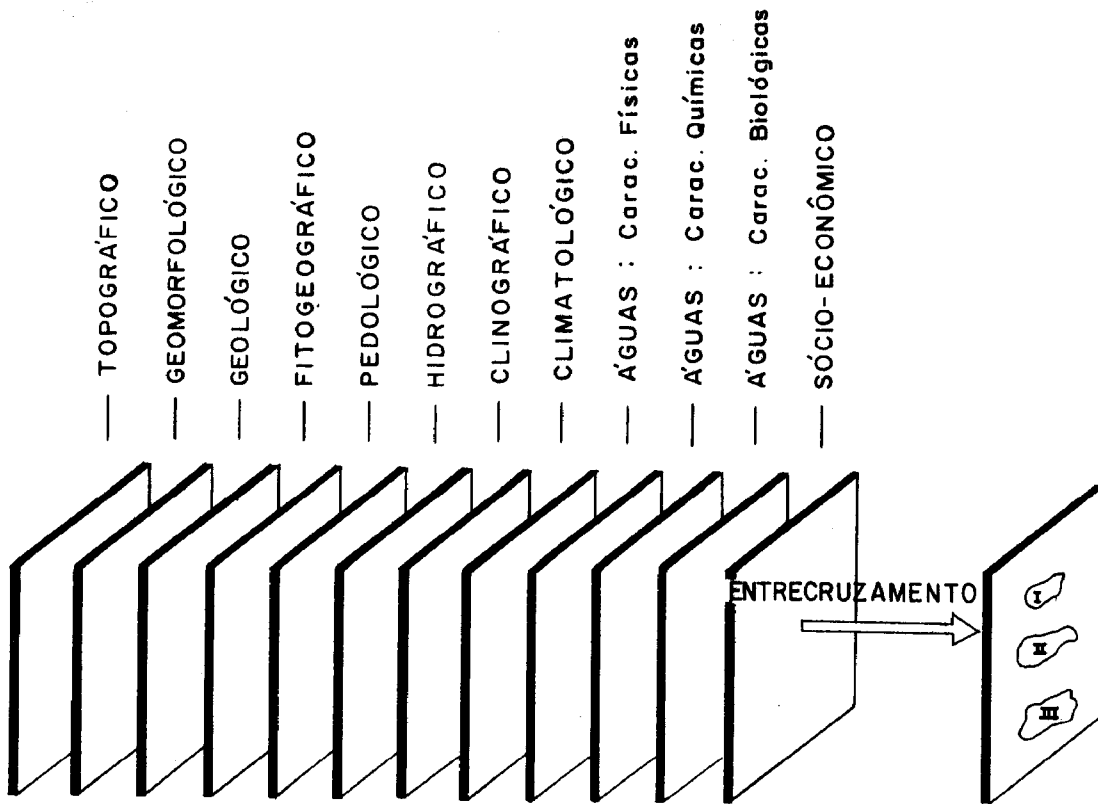 TOPOGRÁFICO
GEOMORFOLÓGICO
GEOLÓGICO
FITOGEOGRÁFICO
PEDOLÓGICO
HIDROGRÁFICO
CLINOGRÁFICO
CLIMATOLÓGICO
ÁGUAS : Carac. Físicas
ÁGUAS : Carac. Químicas
ÁGUAS : Carac. Biológicas
SÓCIO-ECONÔMICO
ENTRECRUZAMENTO
I
II
III